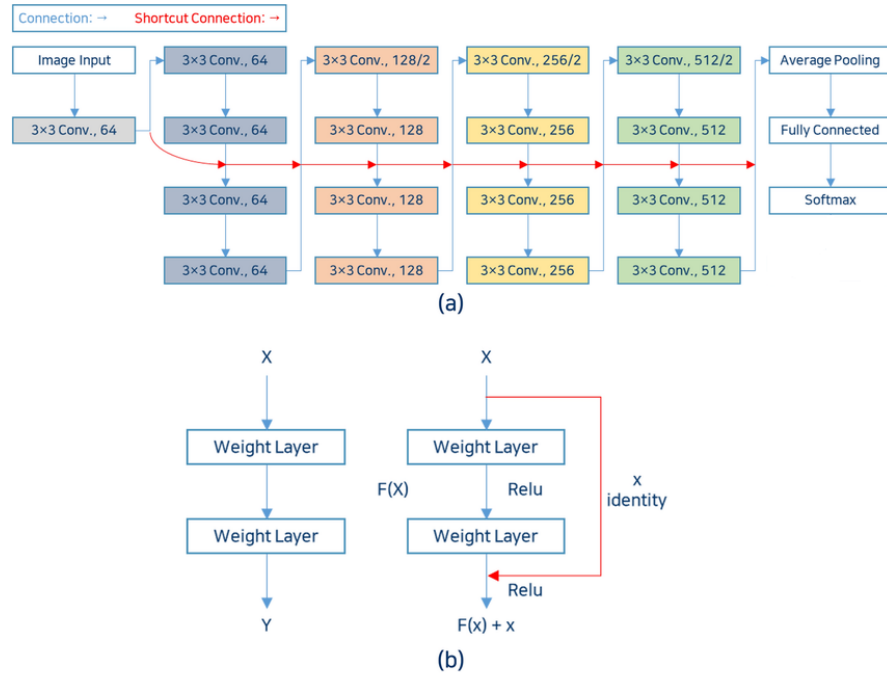 Connection: → Shortcut Connection: →
Image Input 3×3 Conv., 64 3×3 Conv., 128/2 3×3 Conv., 256/2 3×3 Conv., 512/2 Average Pooling
3×3 Conv., 64 3×3 Conv., 64 3×3 Conv., 128 3×3 Conv., 256 3×3 Conv., 512 Fully Connected
3×3 Conv., 64 3×3 Conv., 128 3×3 Conv., 256 3×3 Conv., 512 Softmax
3×3 Conv., 64 3×3 Conv., 128 3×3 Conv., 256 3×3 Conv., 512
(a)
X X
Weight Layer Weight Layer
F(X) Relu
x
identity
Weight Layer Weight Layer
Relu
Y F(x) + x
(b)